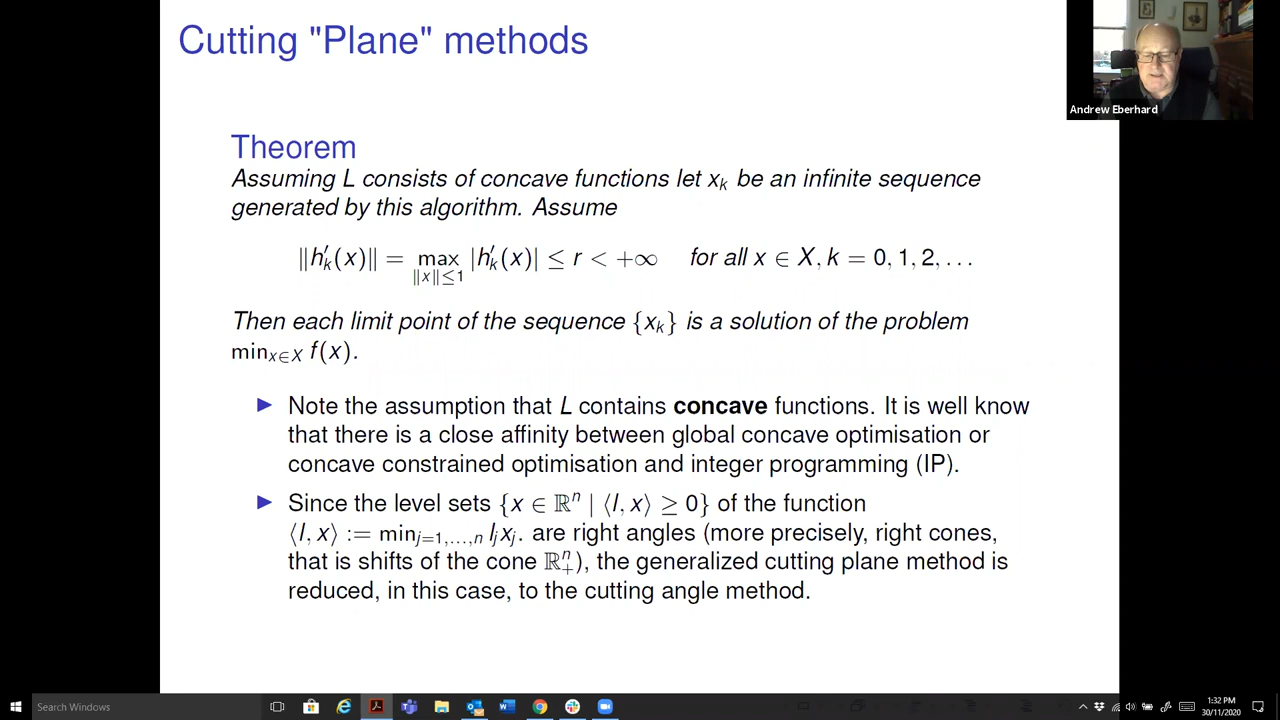 Cutting "Plane" methods
Andrew Eberhard
Theorem
Assuming L consists of concave functions let xₖ be an infinite sequence
generated by this algorithm. Assume
‖h′ₖ(x)‖ = max_{‖x‖≤1} |h′ₖ(x)| ≤ r < +∞ for all x ∈ X, k = 0, 1, 2, …
Then each limit point of the sequence {xₖ} is a solution of the problem
min_{x∈X} f(x).
▶ Note the assumption that L contains concave functions. It is well know
that there is a close affinity between global concave optimisation or
concave constrained optimisation and integer programming (IP).
▶ Since the level sets {x ∈ ℝⁿ | ⟨l, x⟩ ≥ 0} of the function
⟨l, x⟩ := min_{j=1,…,n} l_j x_j. are right angles (more precisely, right cones,
that is shifts of the cone ℝⁿ₊), the generalized cutting plane method is
reduced, in this case, to the cutting angle method.
Search Windows
1:32 PM
30/11/2020